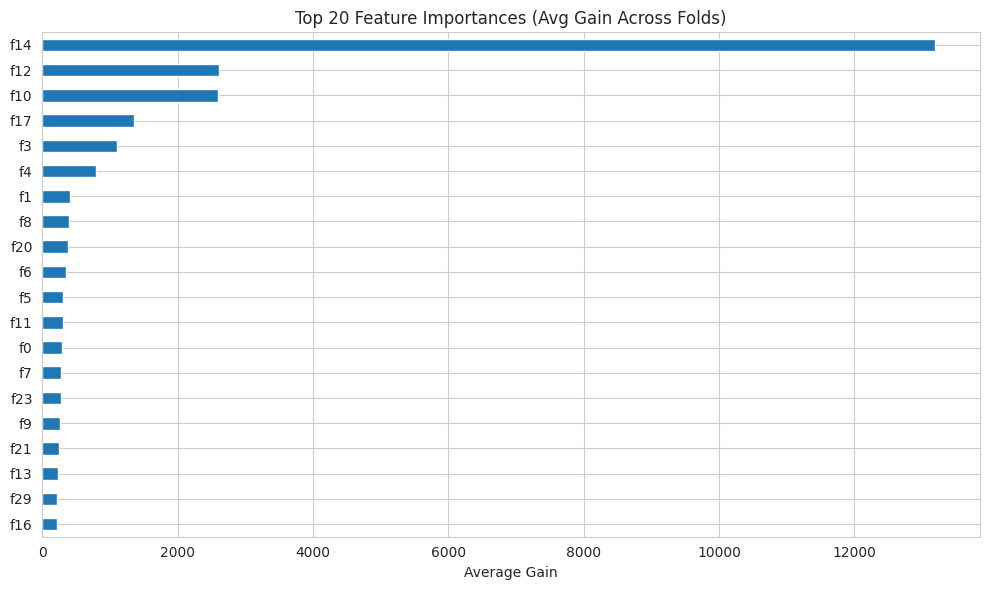 Top 20 Feature Importances (Avg Gain Across Folds)
f14
f12
f10
f17
f3
f4
f1
f8
f20
f6
f5
f11
f0
f7
f23
f9
f21
f13
f29
f16
0 2000 4000 6000 8000 10000 12000
Average Gain